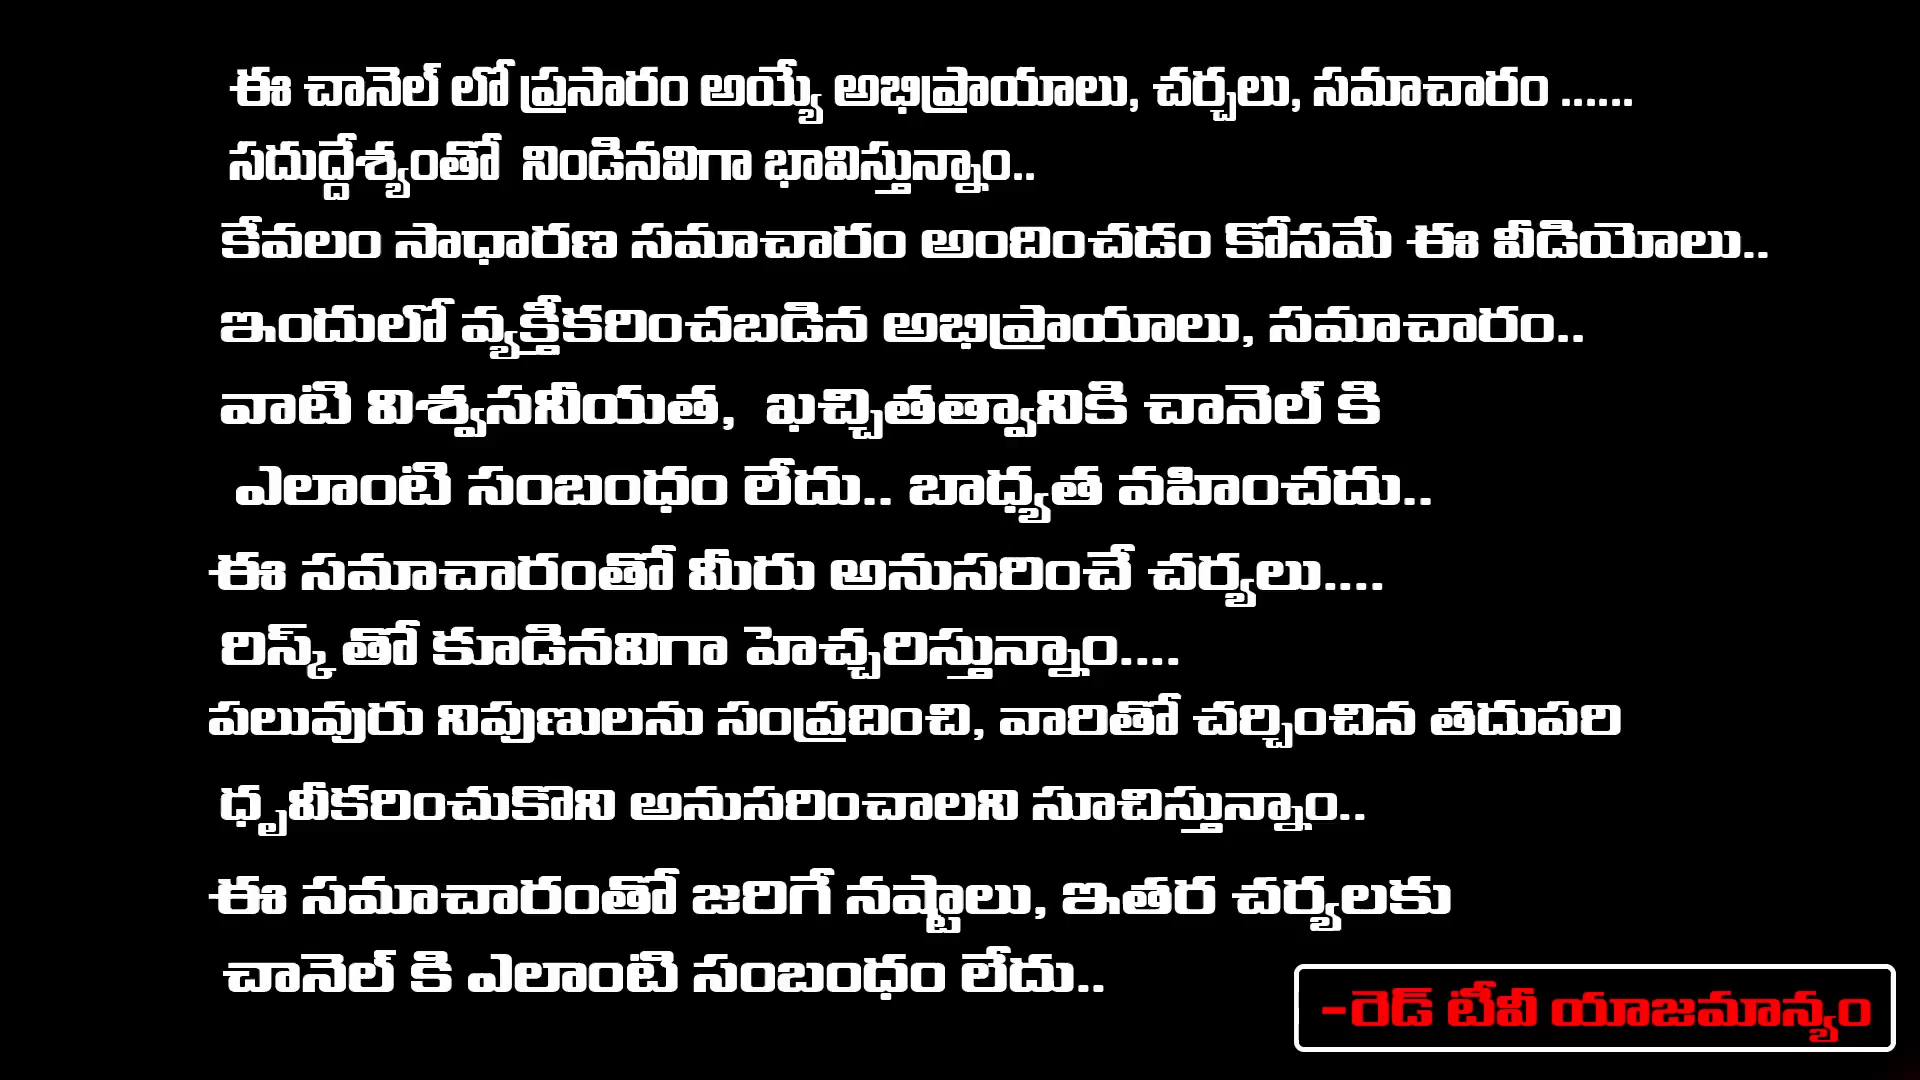 ఈ చానెల్ లో ప్రసారం అయ్యే అభిప్రాయాలు, చర్చలు, సమాచారం ......
సదుద్దేశ్యంతో నిండినవిగా భావిస్తున్నాం..
కేవలం సాధారణ సమాచారం అందించడం కోసమే ఈ వీడియోలు..
ఇందులో వ్యక్తీకరించబడిన అభిప్రాయాలు, సమాచారం..
వాటి విశ్వసనీయత, ఖచ్చితత్వానికి చానెల్ కి
ఎలాంటి సంబంధం లేదు.. బాధ్యత వహించదు..
ఈ సమాచారంతో మీరు అనుసరించే చర్యలు....
రిస్క్ తో కూడినవిగా హెచ్చరిస్తున్నాం....
పలువురు నిపుణులను సంప్రదించి, వారితో చర్చించిన తదుపరి
ధృవీకరించుకొని అనుసరించాలని సూచిస్తున్నాం..
ఈ సమాచారంతో జరిగే నష్టాలు, ఇతర చర్యలకు
చానెల్ కి ఎలాంటి సంబంధం లేదు..
-రెడ్ టీవీ యాజమాన్యం